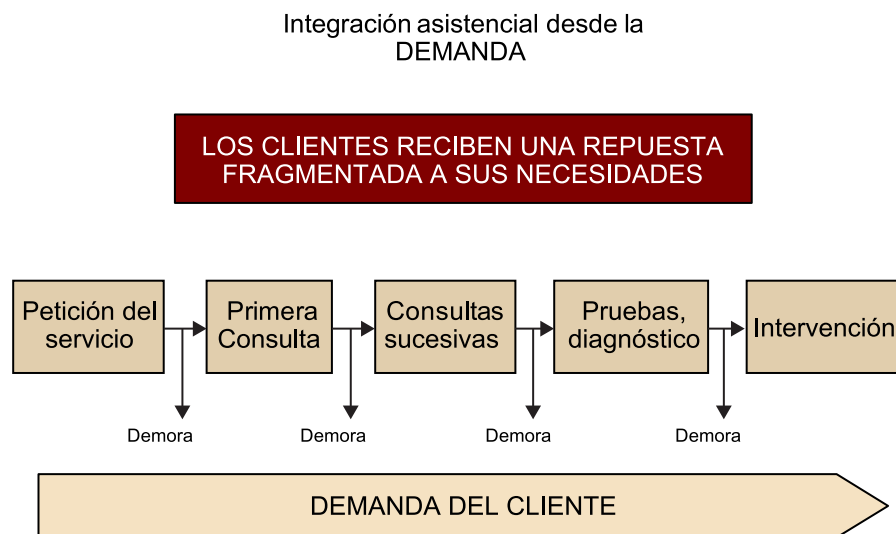 Integración asistencial desde la
DEMANDA
LOS CLIENTES RECIBEN UNA REPUESTA
FRAGMENTADA A SUS NECESIDADES
Petición del
servicio
Primera
Consulta
Consultas
sucesivas
Pruebas,
diagnóstico
Intervención
Demora
Demora
Demora
Demora
DEMANDA DEL CLIENTE